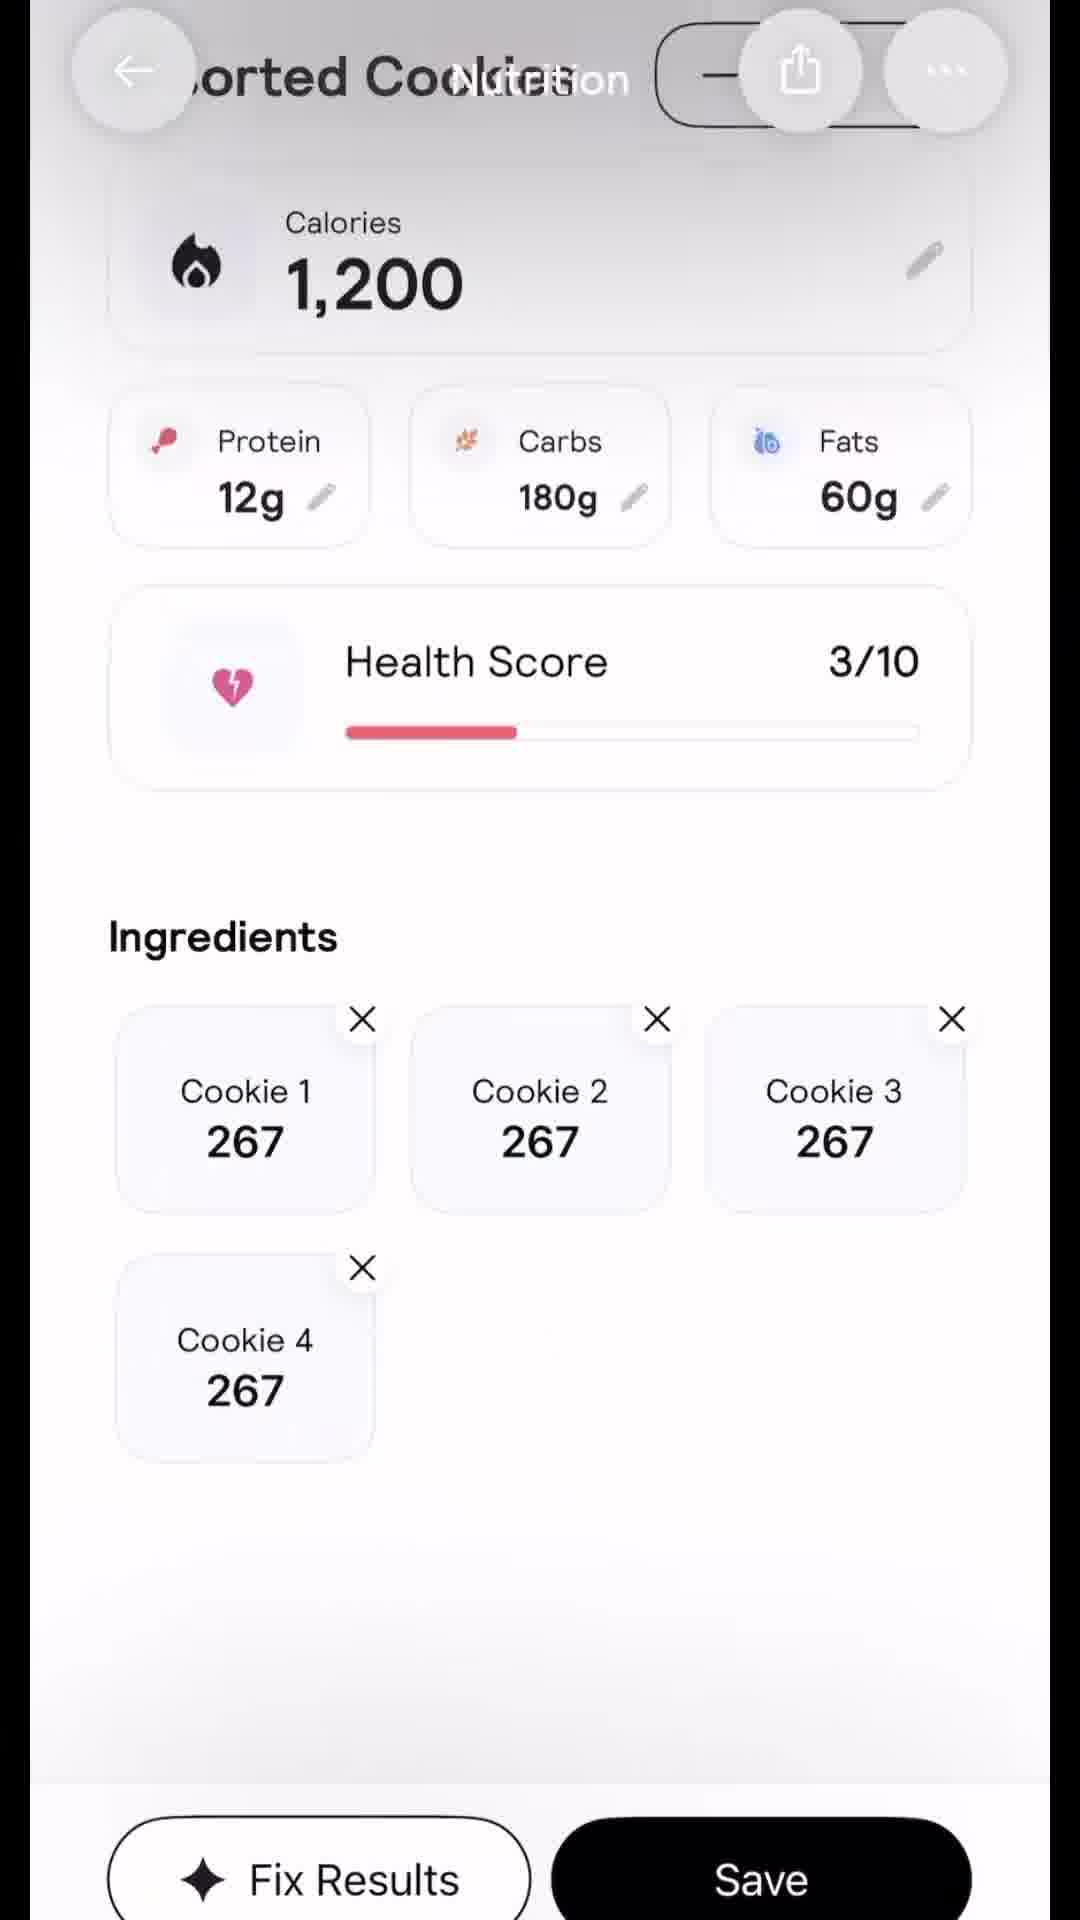 orted Cookies
Nutrition
Calories
1,200
Protein
12g
Carbs
180g
Fats
60g
Health Score
3/10
Ingredients
Cookie 1
267
Cookie 2
267
Cookie 3
267
Cookie 4
267
Fix Results
Save